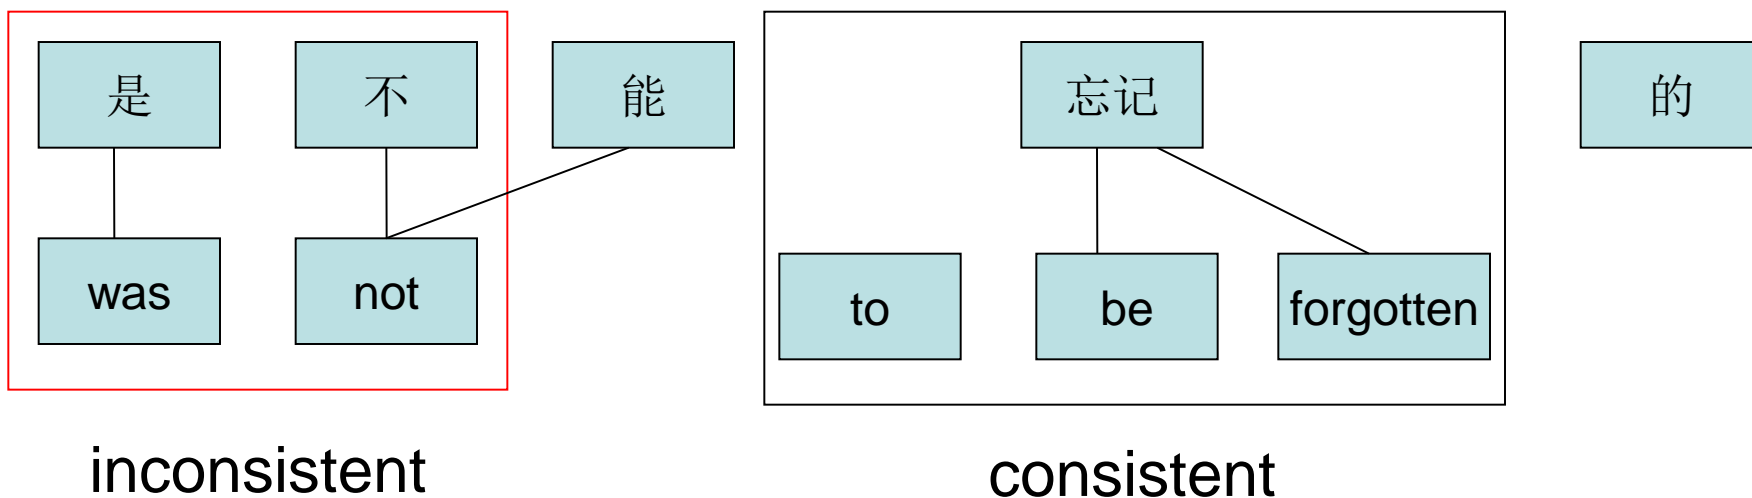 是 不 能 忘记 的
was not to be forgotten
inconsistent consistent